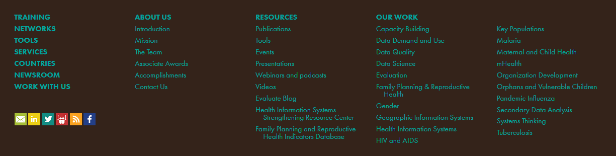 TRAINING
NETWORKS
TOOLS
SERVICES
COUNTRIES
NEWSROOM
WORK WITH US
ABOUT US
Introduction
Mission
The Team
Associate Awards
Accomplishments
Contact Us
RESOURCES
Publications
Tools
Events
Presentations
Webinars and podcasts
Videos
Evaluate Blog
Health Information Systems
Strengthening Resource Center
Family Planning and Reproductive
Health Indicators Database
OUR WORK
Capacity Building
Data Demand and Use
Data Quality
Data Science
Evaluation
Family Planning & Reproductive
Health
Gender
Geographic Information Systems
Health Information Systems
HIV and AIDS
Key Populations
Malaria
Maternal and Child Health
mHealth
Organization Development
Orphans and Vulnerable Children
Pandemic Influenza
Secondary Data Analysis
Systems Thinking
Tuberculosis